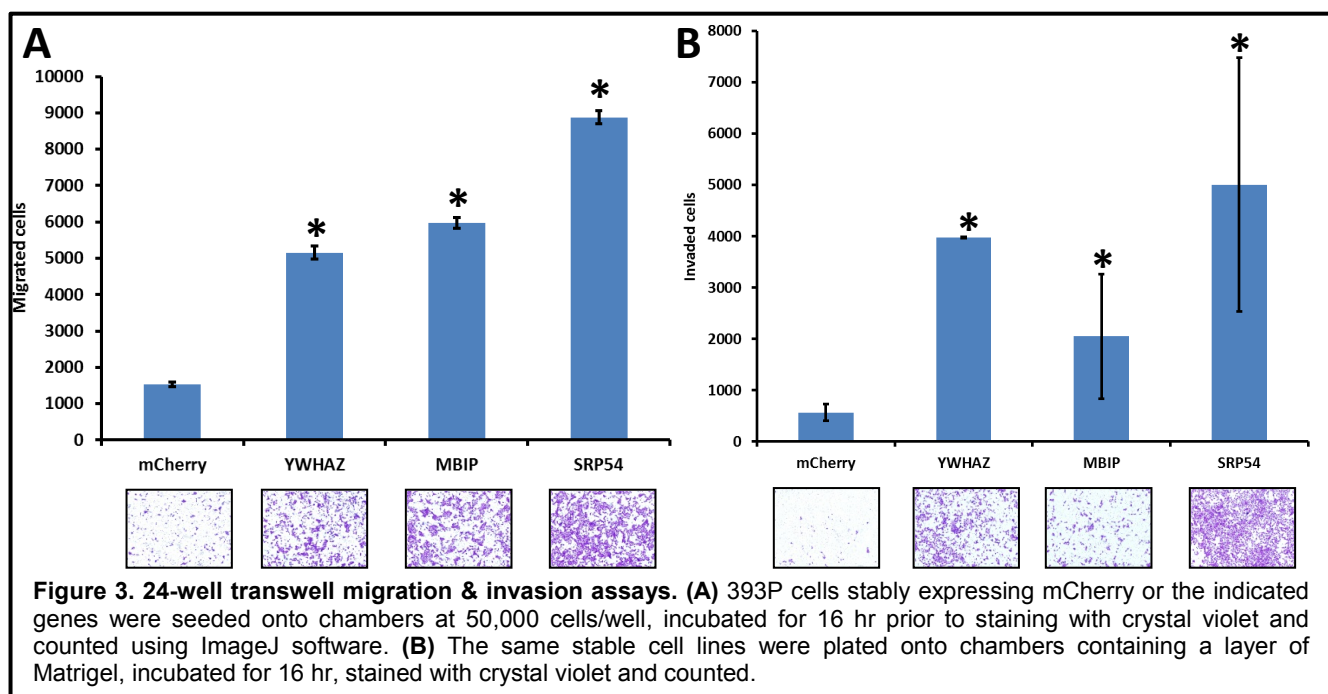 A
10000
9000
8000
7000
6000
5000
4000
3000
2000
1000
0
Migrated cells
*
*
*
mCherry YWHAZ MBIP SRP54
B
8000
7000
6000
5000
4000
3000
2000
1000
0
Invaded cells
*
*
*
mCherry YWHAZ MBIP SRP54
Figure 3. 24-well transwell migration & invasion assays. (A) 393P cells stably expressing mCherry or the indicated
genes were seeded onto chambers at 50,000 cells/well, incubated for 16 hr prior to staining with crystal violet and
counted using ImageJ software. (B) The same stable cell lines were plated onto chambers containing a layer of
Matrigel, incubated for 16 hr, stained with crystal violet and counted.